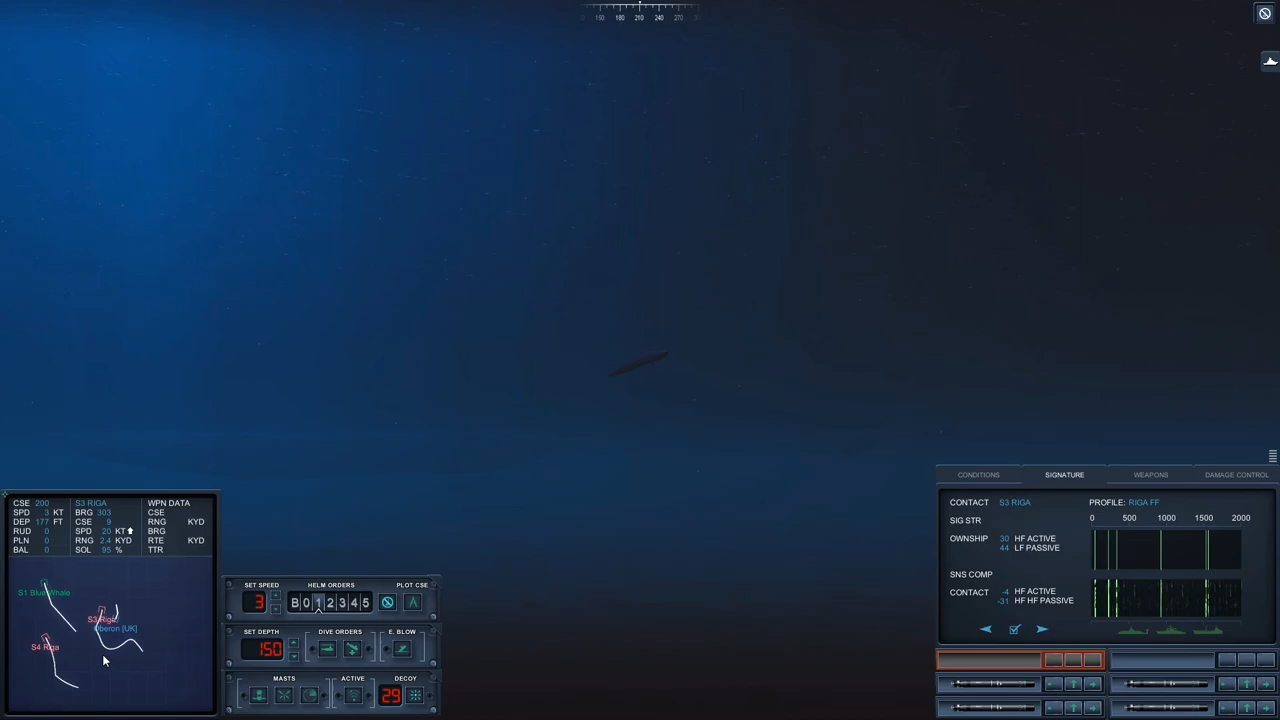 150 180 210 240 270
CSE 200 S3 RIGA WPN DATA
SPD 3 KT BRG 303 CSE
DEP 177 FT CSE 9 RNG KYD
RUD 0 SPD 20 KT BRG
PLN 0 RNG 2.4 KYD RTE KYD
BAL 0 SOL 95 % TTR
S1 Blue Whale
S3 Riga
Oberon [UK]
S4 Riga
SET SPEED HELM ORDERS PLOT CSE
3 B 0 1 2 3 4 5
SET DEPTH DIVE ORDERS E. BLOW
150
MASTS ACTIVE DECOY
29
CONDITIONS SIGNATURE WEAPONS DAMAGE CONTROL
CONTACT S3 RIGA PROFILE: RIGA FF
SIG STR 0 500 1000 1500 2000
OWNSHIP 30 HF ACTIVE
44 LF PASSIVE
SNS COMP
CONTACT -4 HF ACTIVE
-31 HF HF PASSIVE